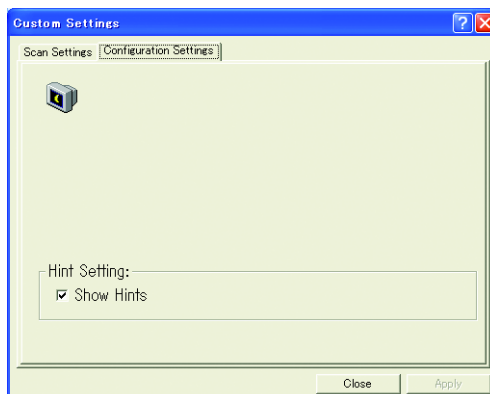 Custom Settings
Scan Settings Configuration Settings
Hint Setting:
Show Hints
Close Apply